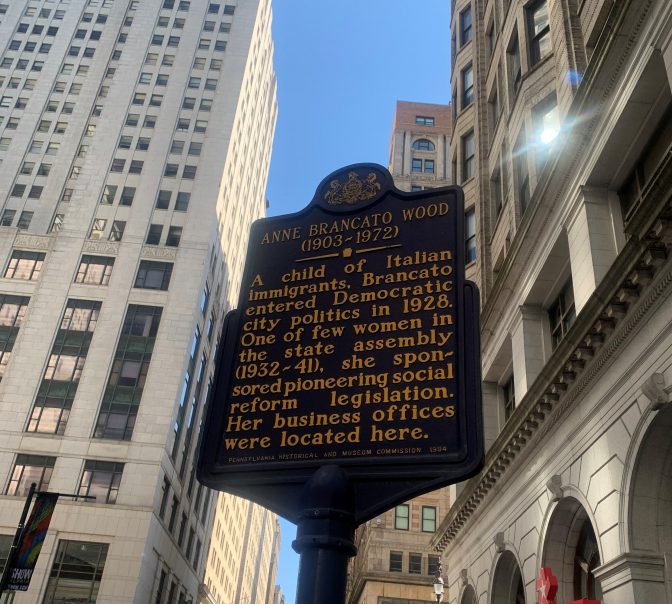 ANNE BRANCATO WOOD
(1903~1972)
A child of Italian
immigrants, Brancato
entered Democratic
city politics in 1928.
One of few women in
the state assembly
(1932~41), she spon-
sored pioneering social
reform legislation.
Her business offices
were located here.
PENNSYLVANIA HISTORICAL AND MUSEUM COMMISSION 1994
SHOW